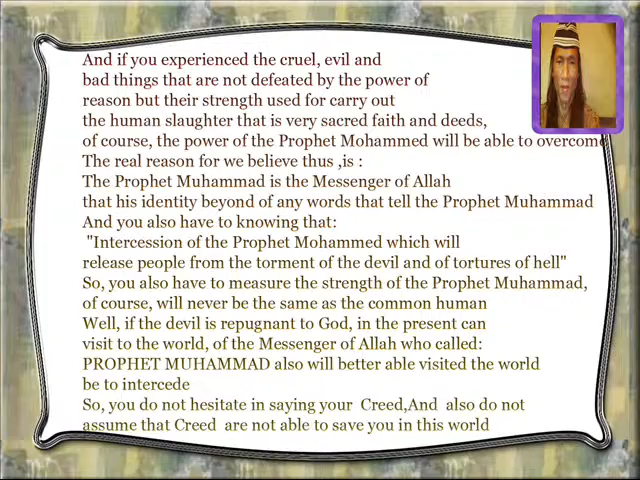 And if you experienced the cruel, evil and
bad things that are not defeated by the power of
reason but their strength used for carry out
the human slaughter that is very sacred faith and deeds,
of course, the power of the Prophet Mohammed will be able to overcome
The real reason for we believe thus ,is :
The Prophet Muhammad is the Messenger of Allah
that his identity beyond of any words that tell the Prophet Muhammad
And you also have to knowing that:
"Intercession of the Prophet Mohammed which will
release people from the torment of the devil and of tortures of hell"
So, you also have to measure the strength of the Prophet Muhammad,
of course, will never be the same as the common human
Well, if the devil is repugnant to God, in the present can
visit to the world, of the Messenger of Allah who called:
PROPHET MUHAMMAD also will better able visited the world
be to intercede
So, you do not hesitate in saying your Creed,And also do not
assume that Creed are not able to save you in this world